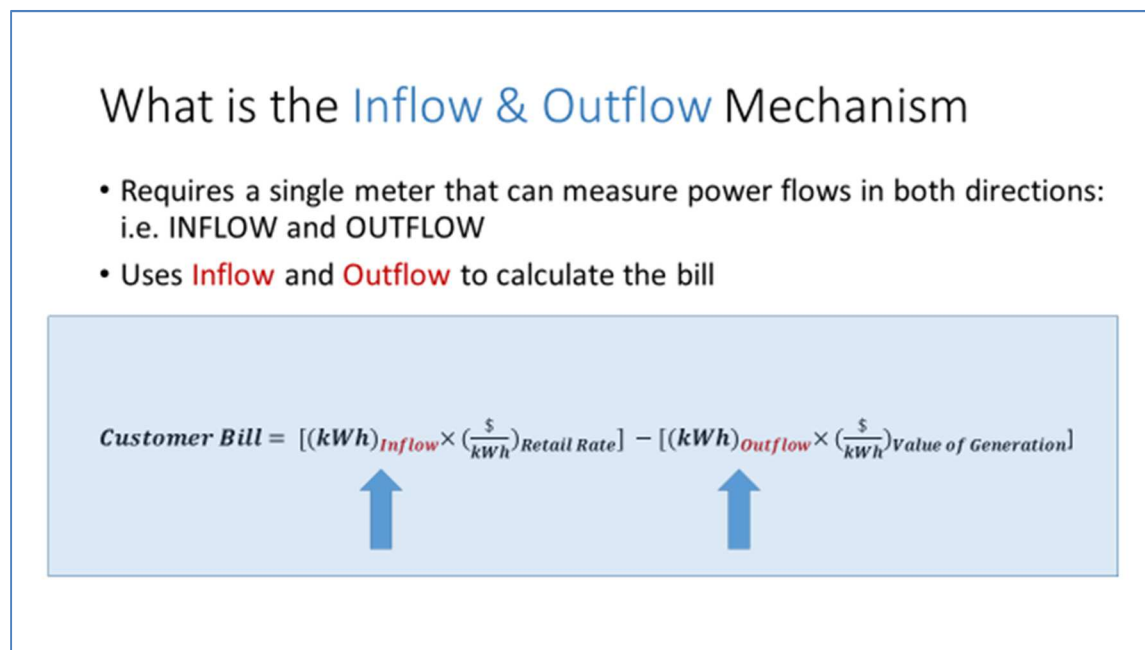 What is the Inflow & Outflow Mechanism
• Requires a single meter that can measure power flows in both directions:
i.e. INFLOW and OUTFLOW
• Uses Inflow and Outflow to calculate the bill
Customer Bill = [(kWh)Inflow× ($/kWh)Retail Rate] − [(kWh)Outflow× ($/kWh)Value of Generation]